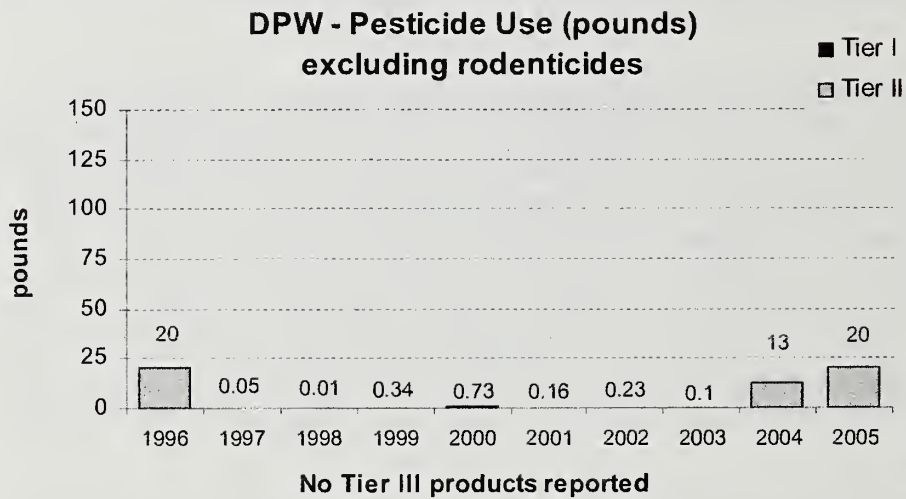 DPW - Pesticide Use (pounds)
excluding rodenticides
Tier I
Tier II
150
125
100
75
50
25
0
pounds
20
0.05
0.01
0.34
0.73
0.16
0.23
0.1
13
20
1996 1997 1998 1999 2000 2001 2002 2003 2004 2005
No Tier III products reported